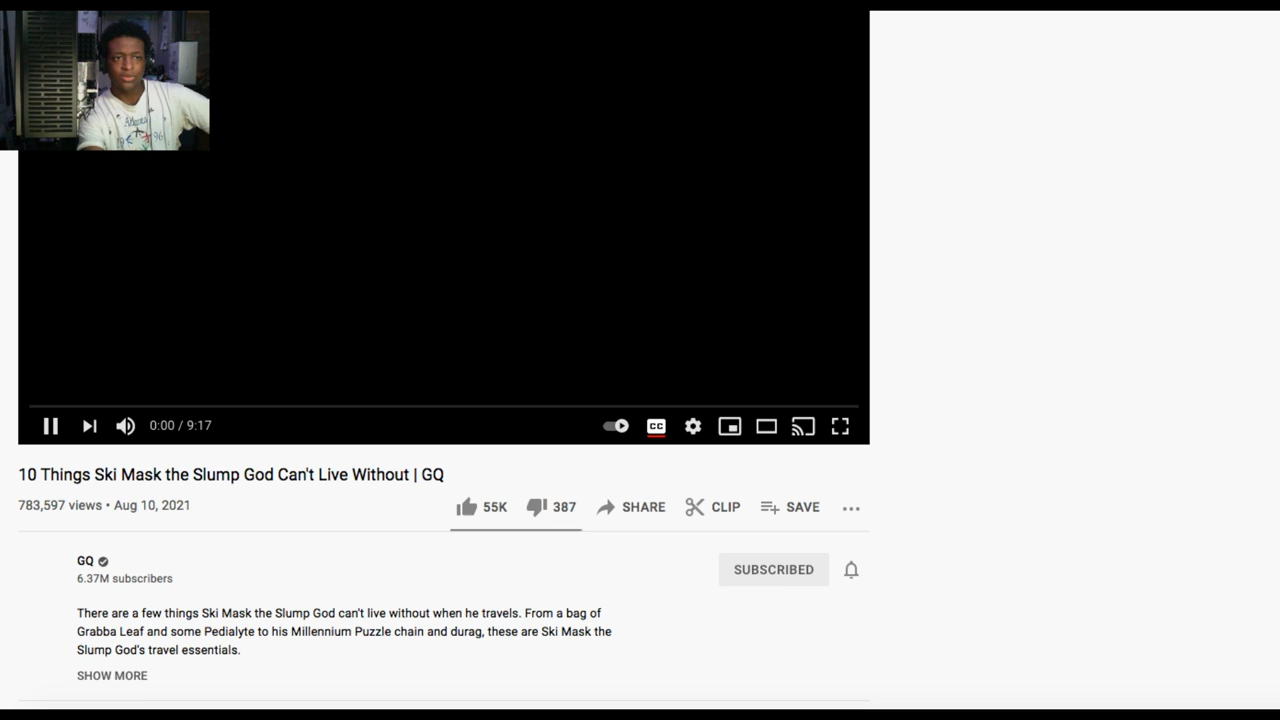 Atlanta
1996
0:00 / 9:17
CC
10 Things Ski Mask the Slump God Can't Live Without | GQ
783,597 views • Aug 10, 2021
55K
387
SHARE
CLIP
SAVE
GQ
6.37M subscribers
SUBSCRIBED
There are a few things Ski Mask the Slump God can't live without when he travels. From a bag of
Grabba Leaf and some Pedialyte to his Millennium Puzzle chain and durag, these are Ski Mask the
Slump God's travel essentials.
SHOW MORE